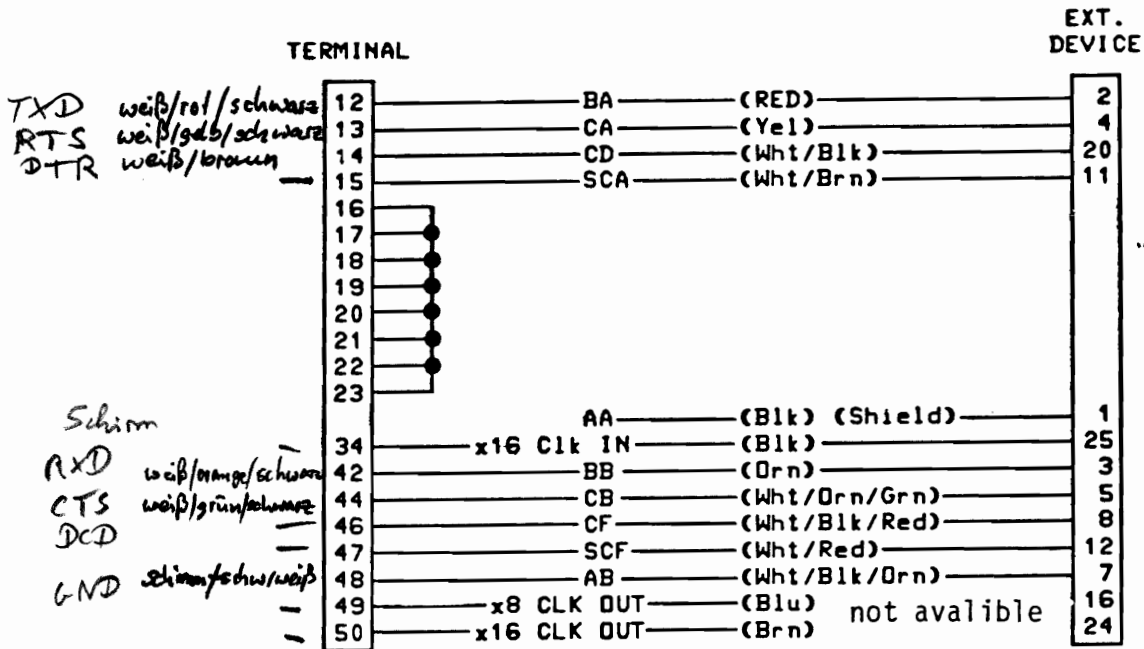 EXT.
TERMINAL DEVICE
TXD weiß/rot/schwarz 12 BA (RED) 2
RTS weiß/gelb/schwarz 13 CA (Yel) 4
DTR weiß/braun 14 CD (Wht/Blk) 20
15 SCA (Wht/Brn) 11
16
17
18
19
20
21
22
23
Schirm AA (Blk) (Shield) 1
34 x16 Clk IN (Blk) 25
RXD weiß/orange/schwarz 42 BB (Orn) 3
CTS weiß/grün/schwarz 44 CB (Wht/Orn/Grn) 5
DCD 46 CF (Wht/Blk/Red) 8
47 SCF (Wht/Red) 12
GND schw/weiß 48 AB (Wht/Blk/Orn) 7
49 x8 CLK OUT (Blu) not avalible 16
50 x16 CLK OUT (Brn) 24